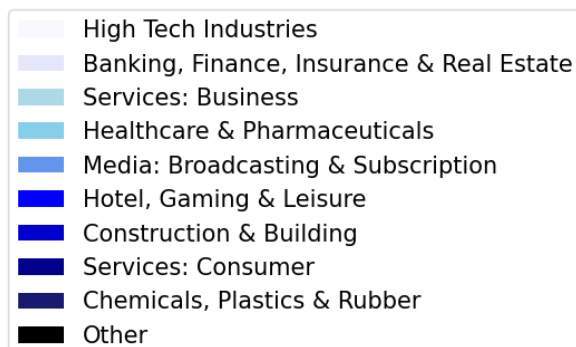 High Tech Industries
Banking, Finance, Insurance & Real Estate
Services: Business
Healthcare & Pharmaceuticals
Media: Broadcasting & Subscription
Hotel, Gaming & Leisure
Construction & Building
Services: Consumer
Chemicals, Plastics & Rubber
Other